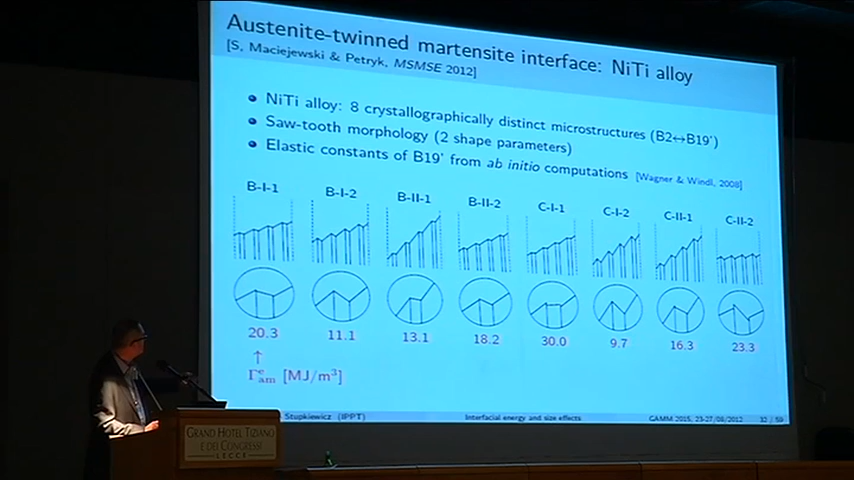 Austenite-twinned martensite interface: NiTi alloy
[S, Maciejewski & Petryk, MSMSE 2012]
NiTi alloy: 8 crystallographically distinct microstructures (B2↔B19')
Saw-tooth morphology (2 shape parameters)
Elastic constants of B19' from ab initio computations [Wagner & Windl, 2008]
B-I-1 B-I-2 B-II-1 B-II-2 C-I-1 C-I-2 C-II-1 C-II-2
20.3 11.1 13.1 18.2 30.0 9.7 16.3 23.3
↑
Γᵉam [MJ/m³]
Stupkiewicz (IPPT) Interfacial energy and size effects GAMM 2015, 23-27/03/2012 32 / 59
GRAND HOTEL TIZIANO
E DEI CONGRESSI
LECCE